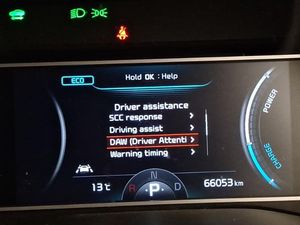 ECO
Hold OK : Help
Driver assistance
SCC response
Driving assist
DAW (Driver Attenti
Warning timing
POWER
CHARGE
N
13℃
R P D
66053 km